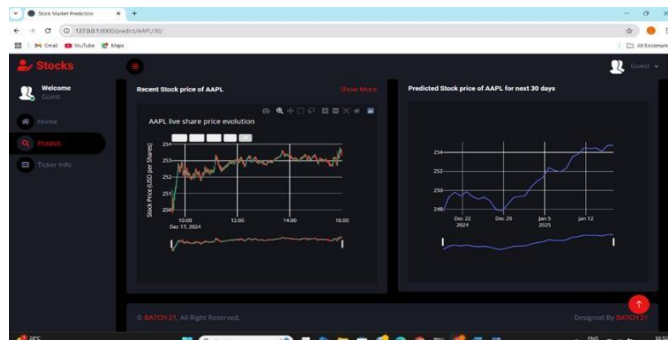 Stock Market Prediction
127.0.0.1:8000/predict/AAPL/30/
Gmail YouTube Maps
All Bookmarks
Stocks
Guest
Welcome
Guest
Home
Predict
Ticker Info
Recent Stock price of AAPL
Show More
AAPL live share price evolution
Stock Price (USD per Shares)
254
253
252
251
250
10:00
Dec 17, 2024
12:00
14:00
16:00
Predicted Stock price of AAPL for next 30 days
254
252
250
248
Dec 22
2024
Dec 29
Jan 5
2025
Jan 12
© BATCH 21, All Right Reserved.
Designed By BATCH 21
28°C
ENG